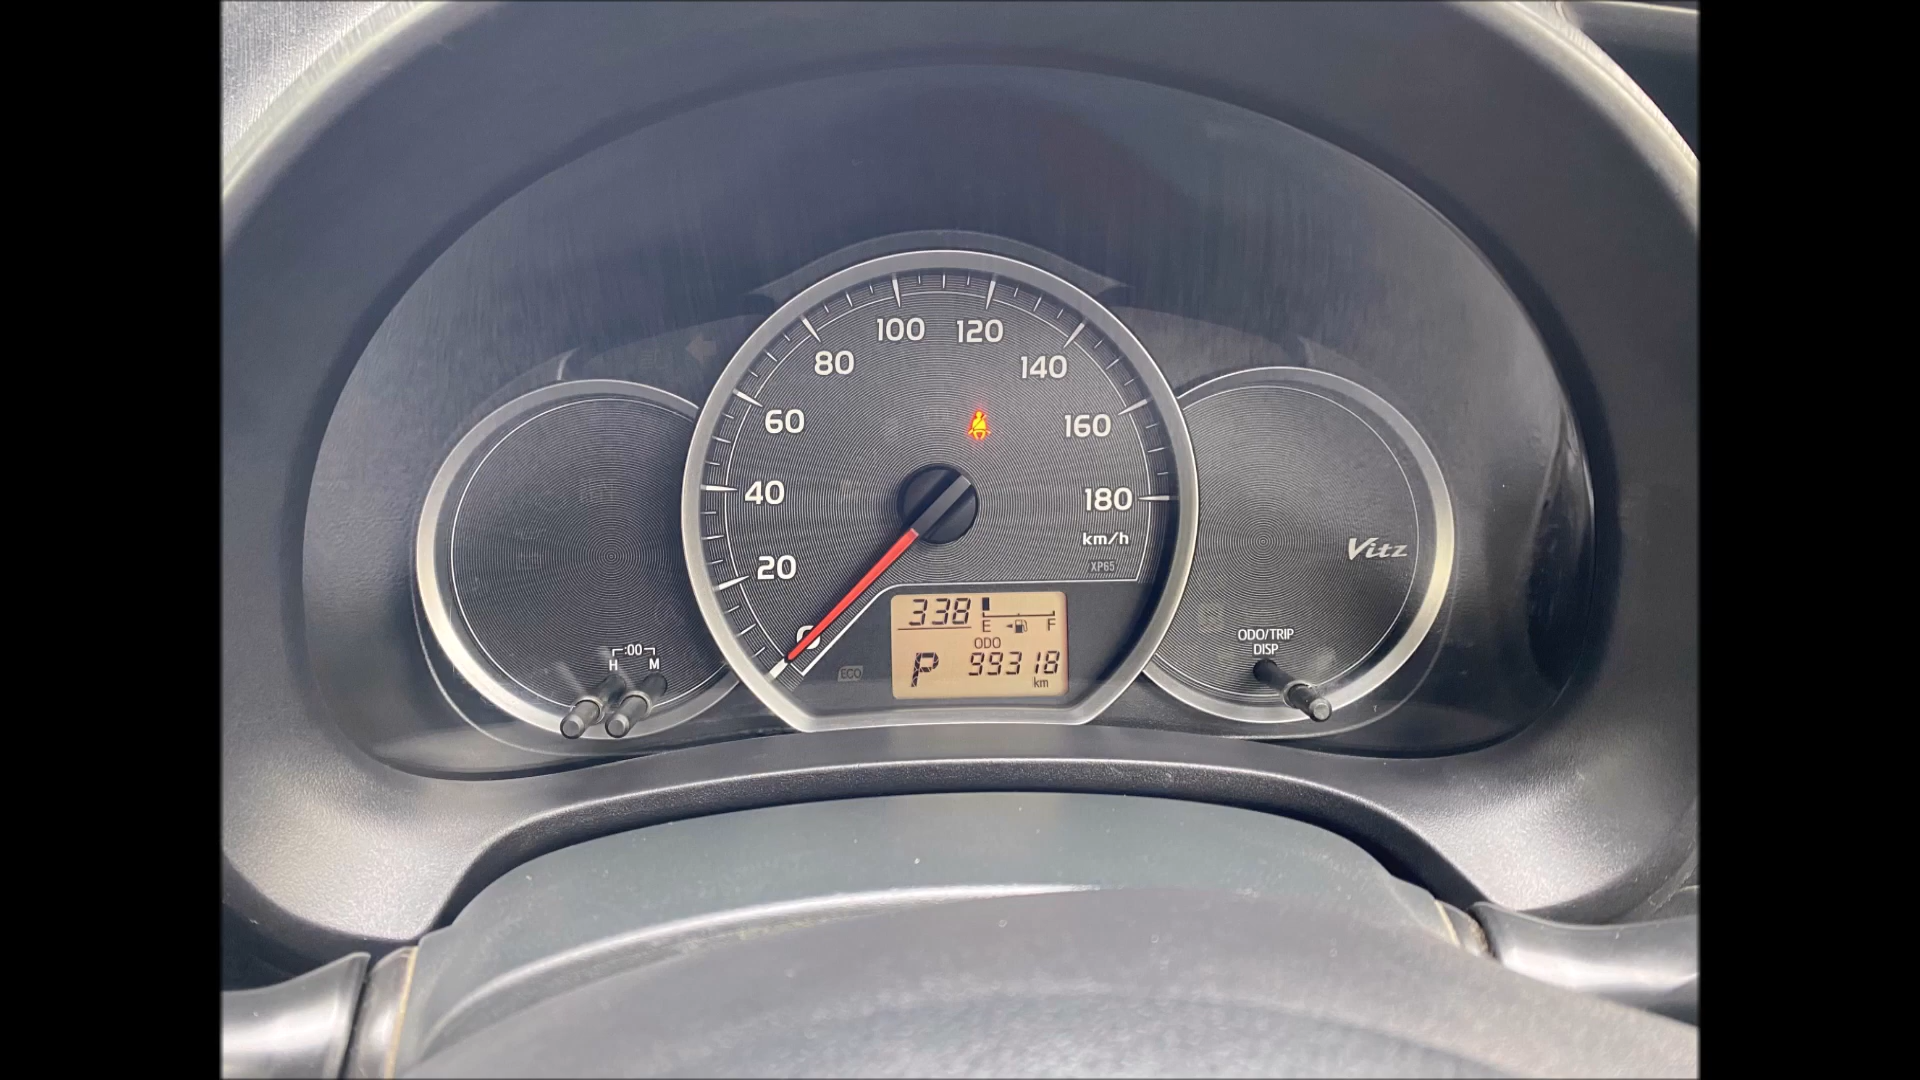 100 120
80 140
60 160
40 180
km/h
20 XP65
338
E F
0
:00
H M
ECO
ODO
P 99318
km
Vitz
ODO/TRIP
DISP